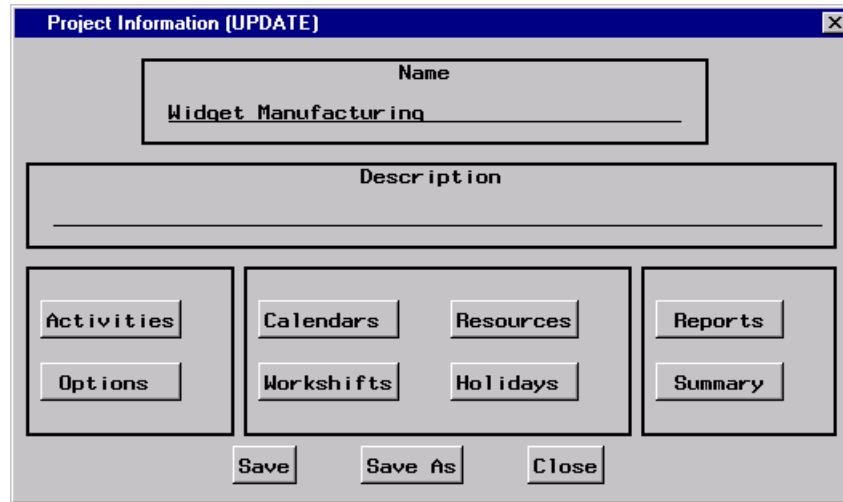 Project Information (UPDATE)
Name
Widget Manufacturing
Description
Activities Calendars Resources Reports
Options Workshifts Holidays Summary
Save Save As Close